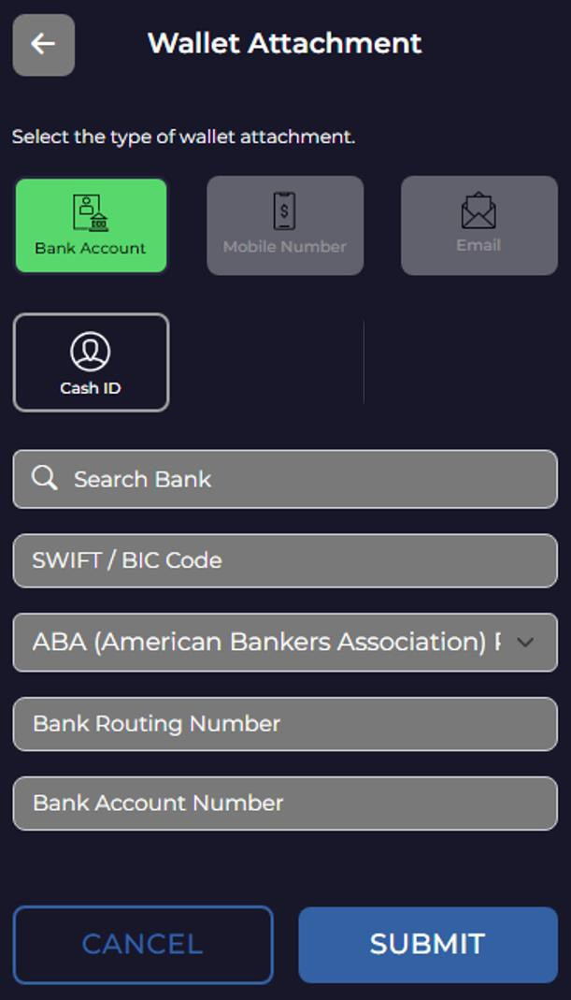 Wallet Attachment
Select the type of wallet attachment.
Bank Account
Mobile Number
Email
Cash ID
Search Bank
SWIFT / BIC Code
ABA (American Bankers Association)
Bank Routing Number
Bank Account Number
CANCEL
SUBMIT